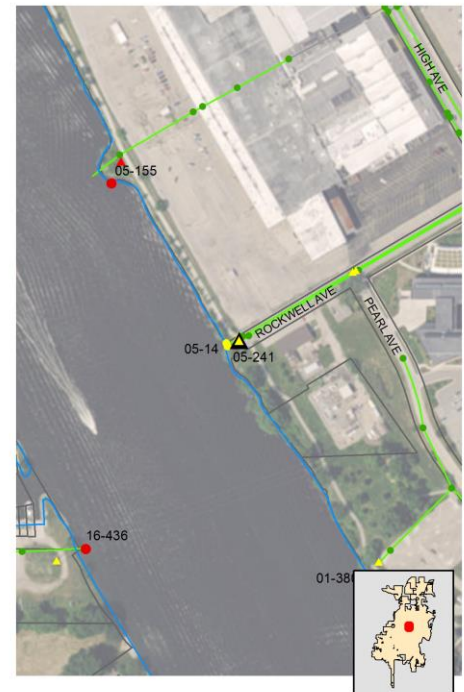 HIGH AVE
05-155
ROCKWELL AVE
PEARL AVE
05-14
05-241
16-436